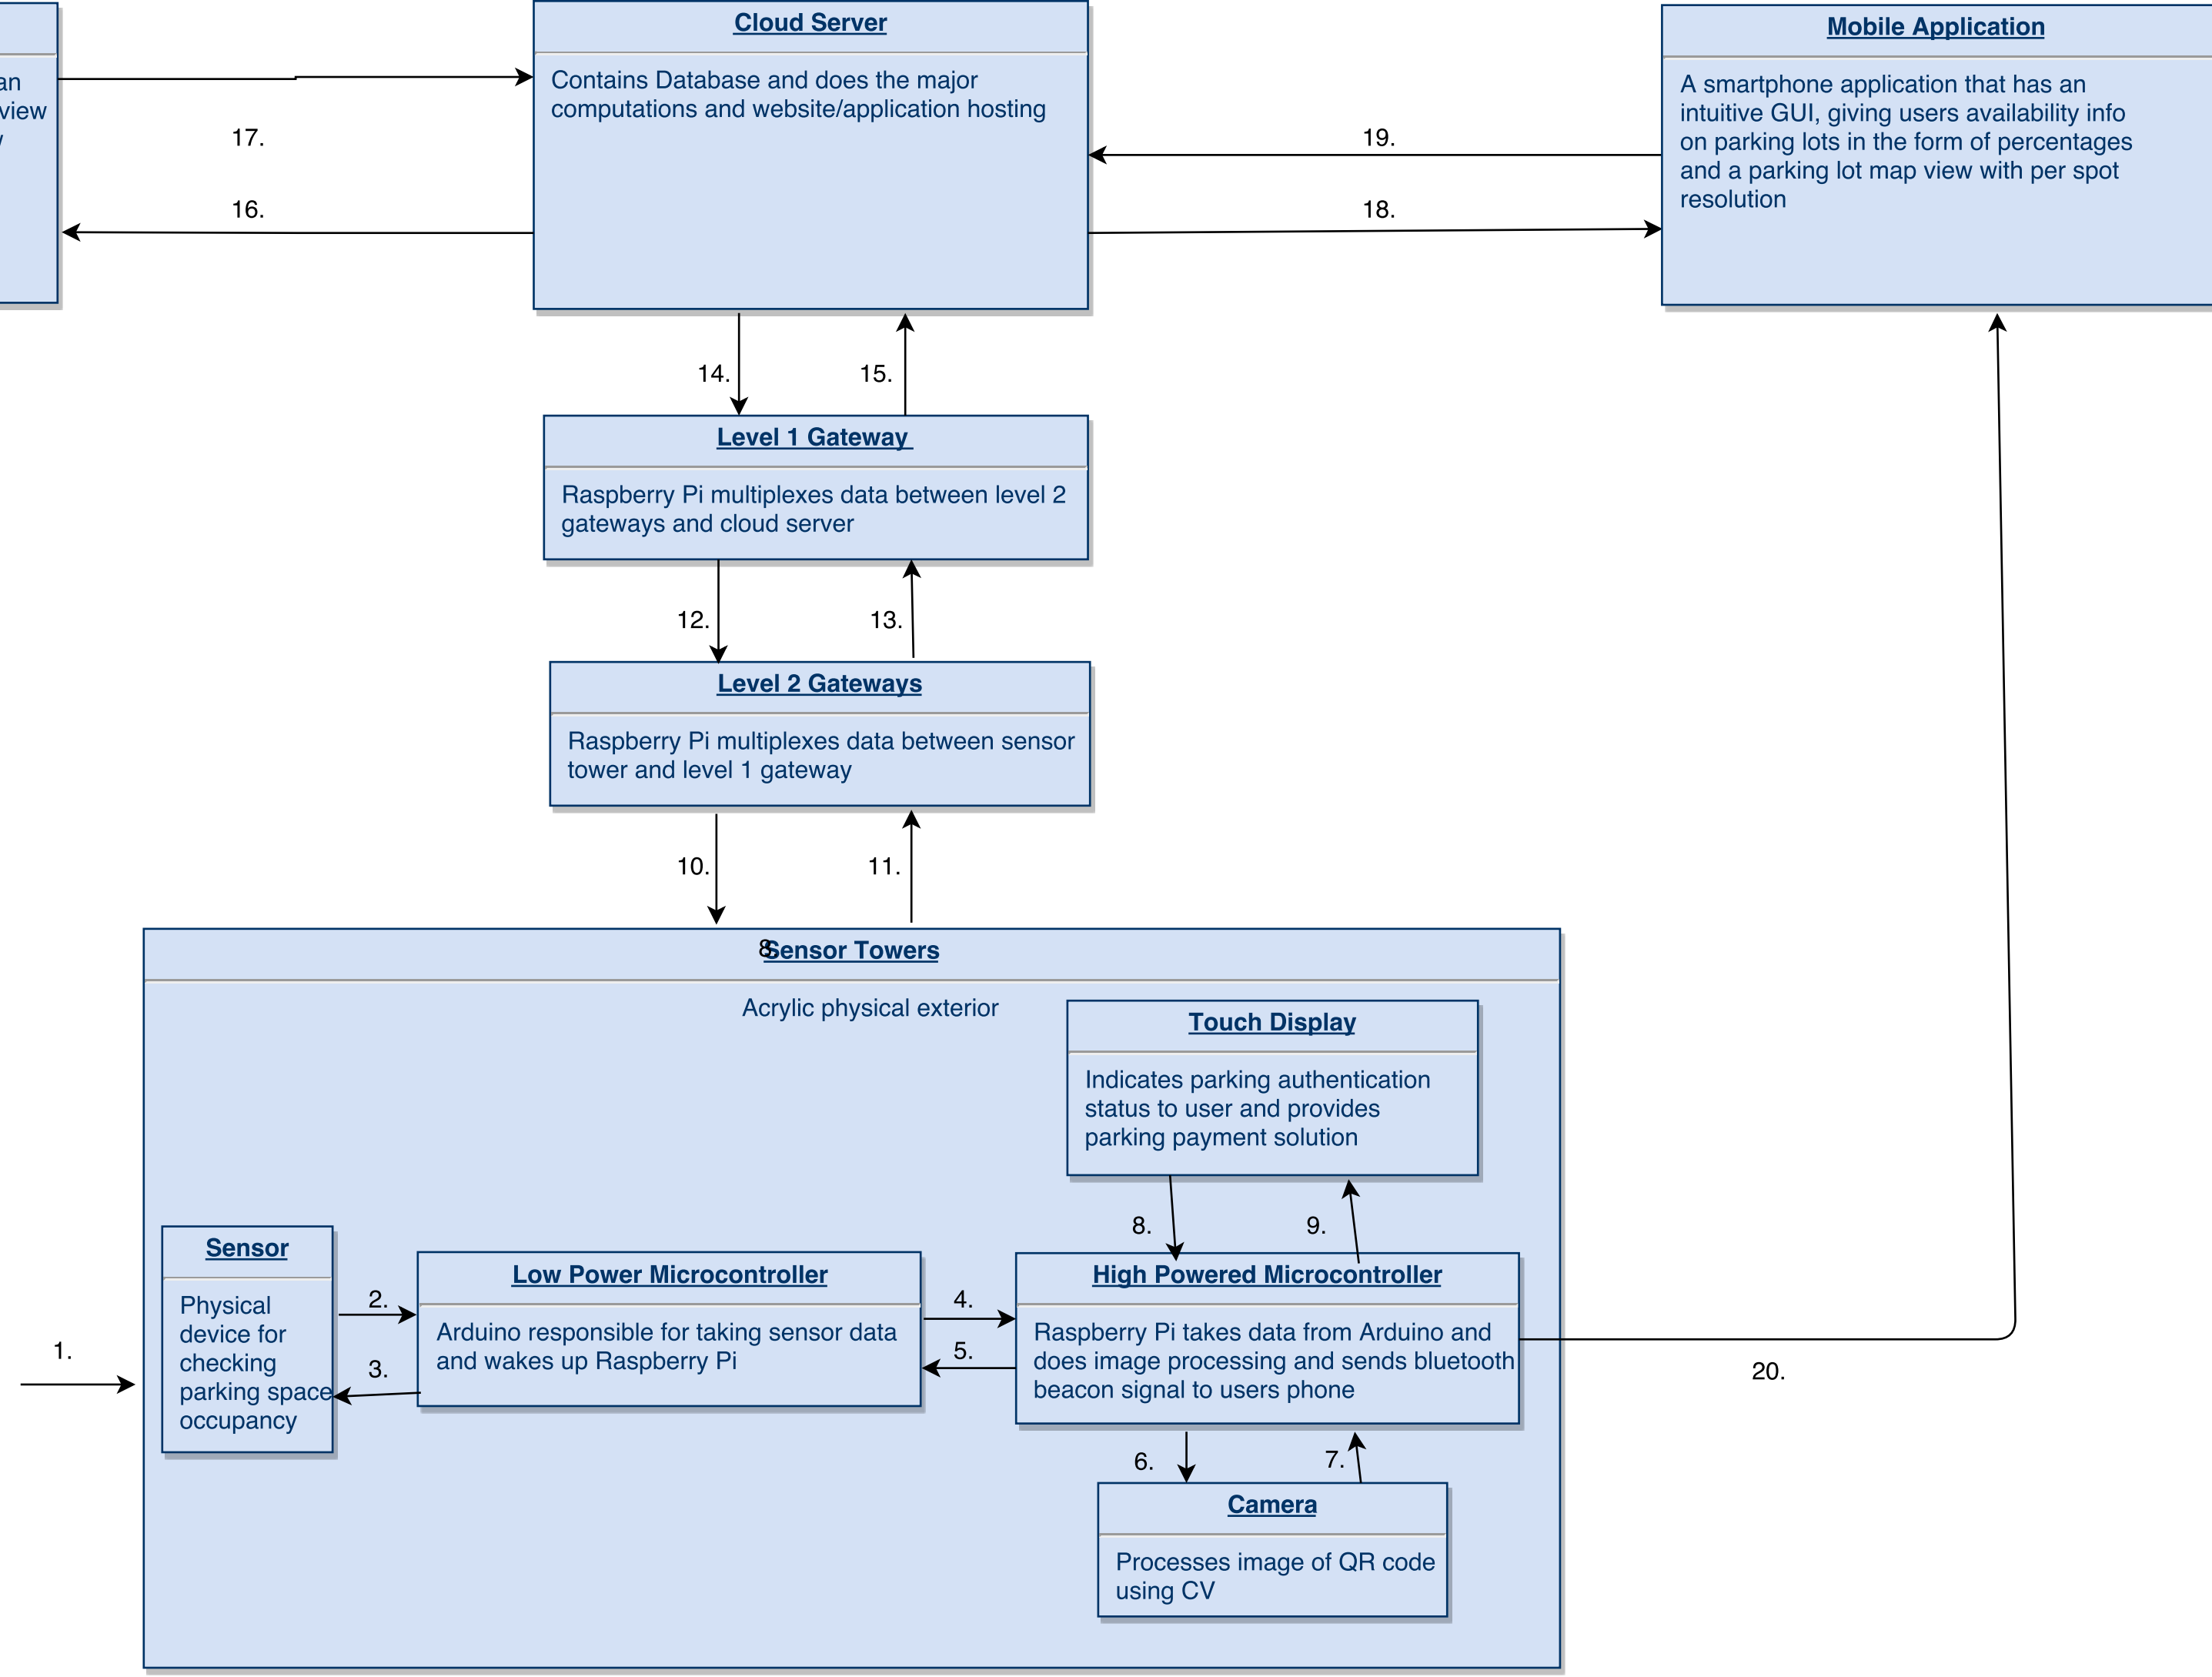 an
view
Cloud Server
Contains Database and does the major
computations and website/application hosting
Mobile Application
A smartphone application that has an
intuitive GUI, giving users availability info
on parking lots in the form of percentages
and a parking lot map view with per spot
resolution
17.
19.
16.
18.
14.
15.
Level 1 Gateway
Raspberry Pi multiplexes data between level 2
gateways and cloud server
12.
13.
Level 2 Gateways
Raspberry Pi multiplexes data between sensor
tower and level 1 gateway
10.
11.
8.
Sensor Towers
Acrylic physical exterior
Touch Display
Indicates parking authentication
status to user and provides
parking payment solution
8.
9.
Sensor
Physical
device for
checking
parking space
occupancy
Low Power Microcontroller
Arduino responsible for taking sensor data
and wakes up Raspberry Pi
High Powered Microcontroller
Raspberry Pi takes data from Arduino and
does image processing and sends bluetooth
beacon signal to users phone
1.
2.
3.
4.
5.
20.
6.
7.
Camera
Processes image of QR code
using CV